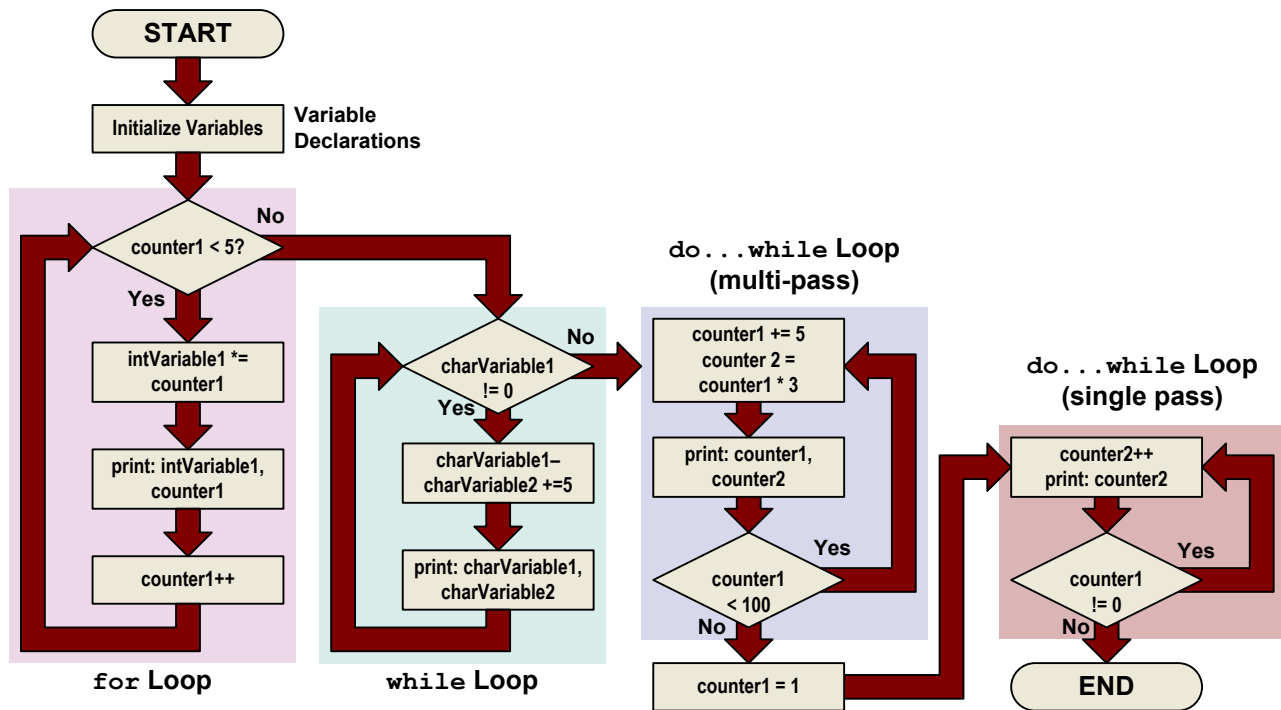 START
Initialize Variables
Variable
Declarations
counter1 < 5?
No
Yes
intVariable1 *=
counter1
print: intVariable1,
counter1
counter1++
for Loop
charVariable1
!= 0
No
Yes
charVariable1–
charVariable2 +=5
print: charVariable1,
charVariable2
while Loop
do...while Loop
(multi-pass)
counter1 += 5
counter 2 =
counter1 * 3
print: counter1,
counter2
counter1
< 100
Yes
No
counter1 = 1
do...while Loop
(single pass)
counter2++
print: counter2
counter1
!= 0
Yes
No
END